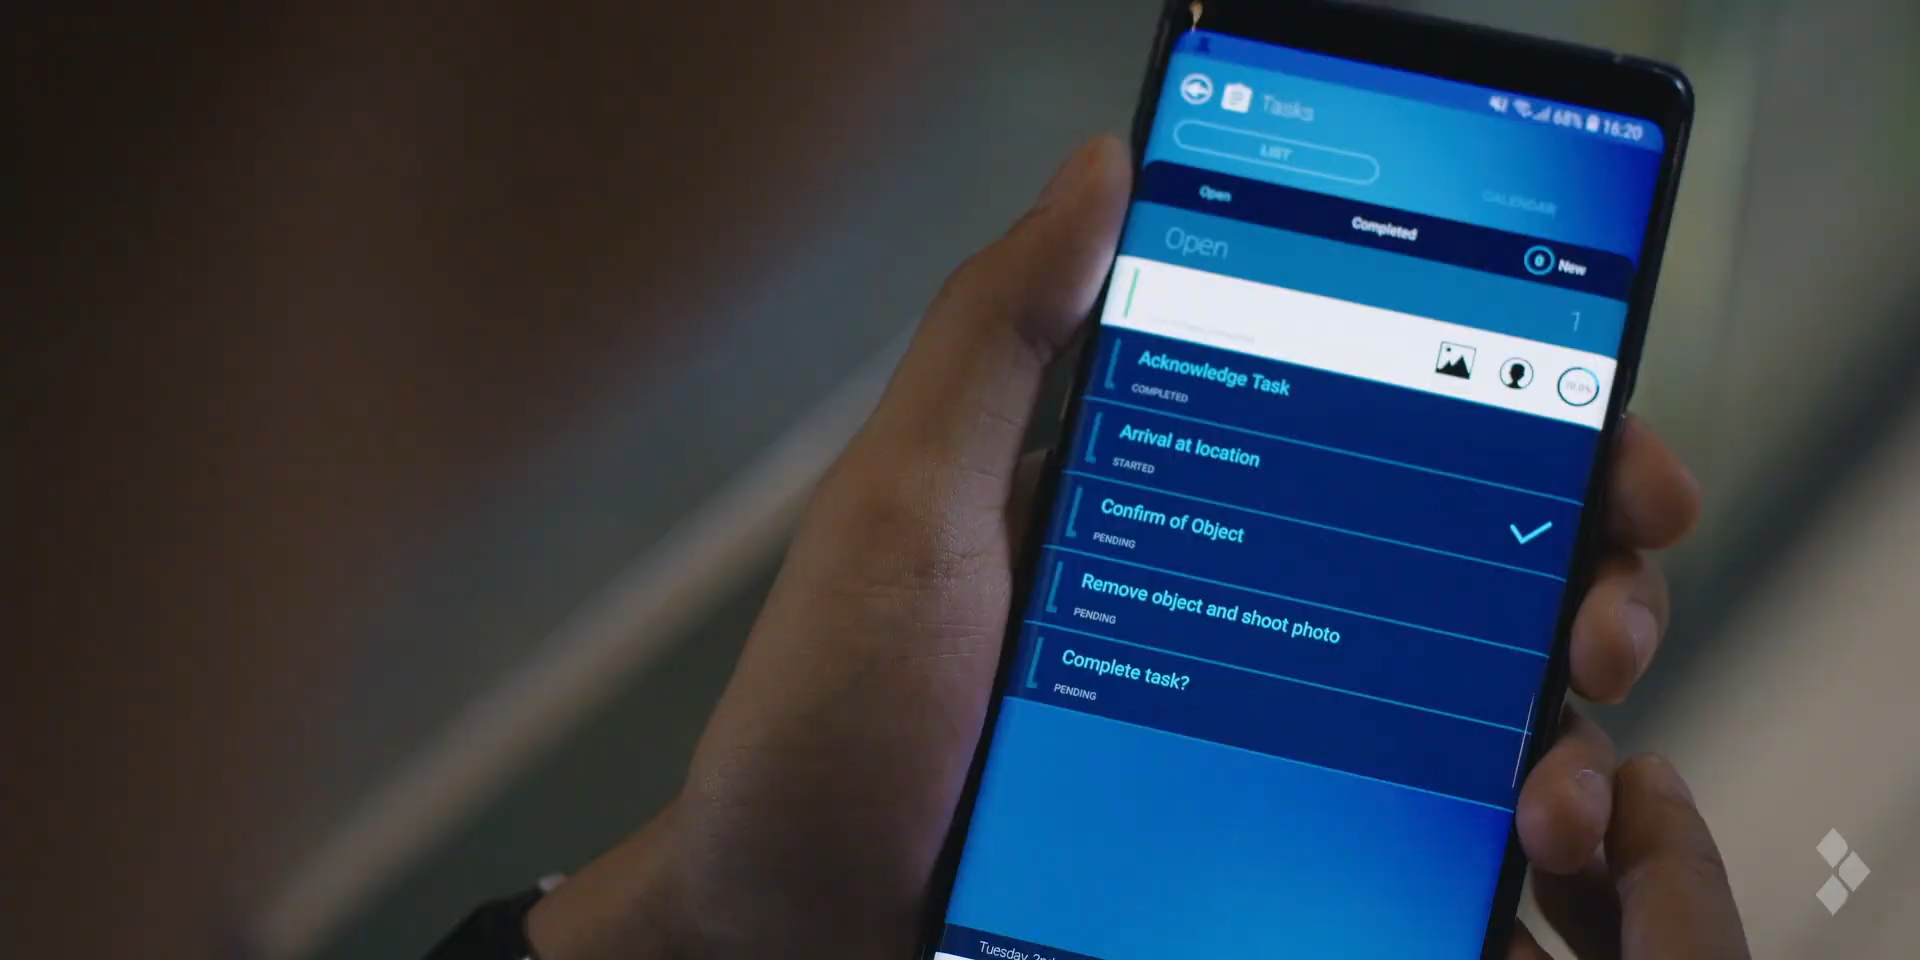 68% 16:20
Tasks
LIST
CALENDAR
Open
Completed
0 New
Open
1
Acknowledge Task
COMPLETED
Arrival at location
STARTED
Confirm of Object
PENDING
Remove object and shoot photo
PENDING
Complete task?
PENDING
Tuesday, 2nd